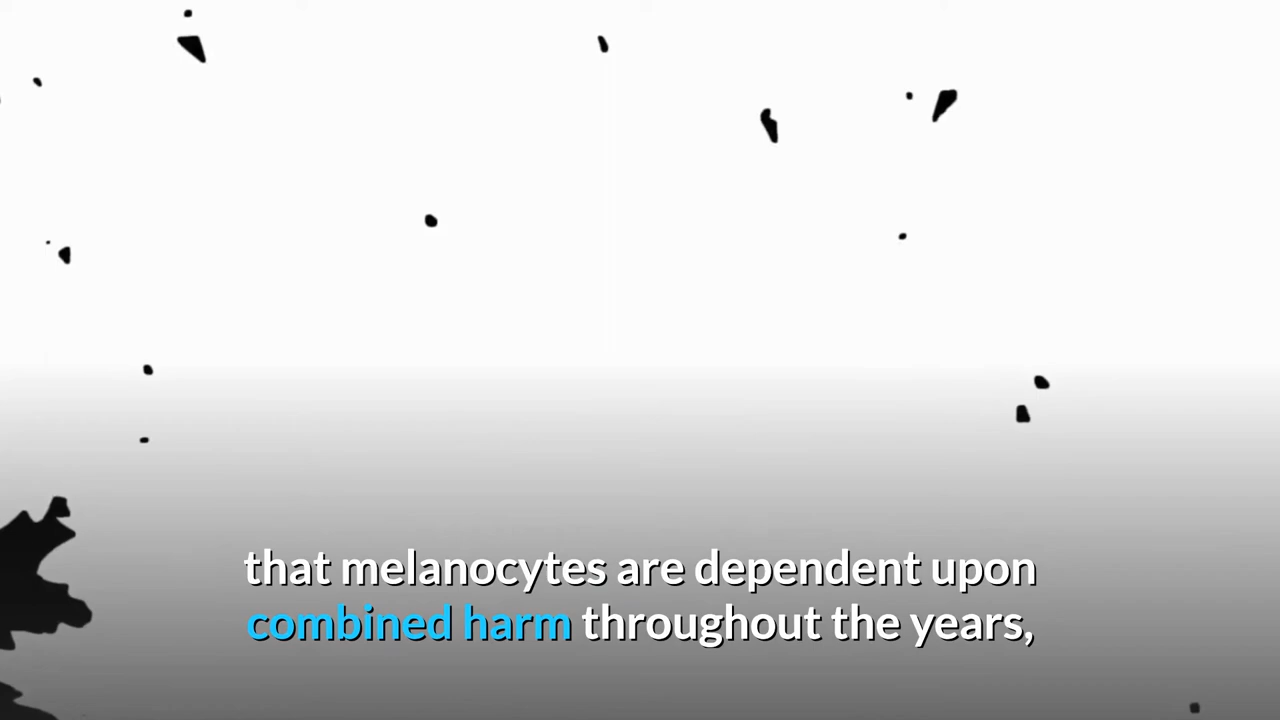 that melanocytes are dependent upon
combined harm throughout the years,